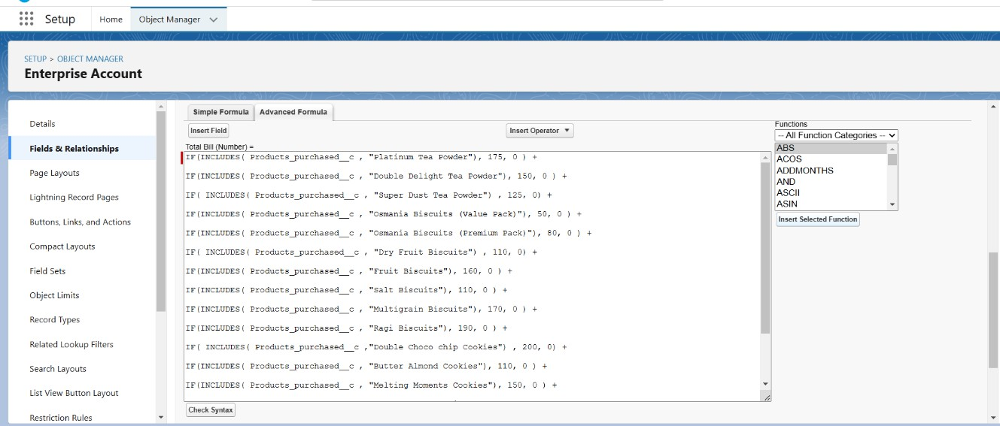 Setup
Home
Object Manager
SETUP > OBJECT MANAGER
Enterprise Account
Details
Fields & Relationships
Page Layouts
Lightning Record Pages
Buttons, Links, and Actions
Compact Layouts
Field Sets
Object Limits
Record Types
Related Lookup Filters
Search Layouts
List View Button Layout
Restriction Rules
Simple Formula
Advanced Formula
Insert Field
Insert Operator
Total Bill (Number) =
IF(INCLUDES( Products_purchased__c , "Platinum Tea Powder"), 175, 0 ) +
IF(INCLUDES( Products_purchased__c , "Double Delight Tea Powder"), 150, 0 ) +
IF( INCLUDES( Products_purchased__c , "Super Dust Tea Powder") , 125, 0) +
IF(INCLUDES( Products_purchased__c , "Osmania Biscuits (Value Pack)"), 50, 0 ) +
IF(INCLUDES( Products_purchased__c , "Osmania Biscuits (Premium Pack)"), 80, 0 ) +
IF( INCLUDES( Products_purchased__c , "Dry Fruit Biscuits") , 110, 0) +
IF(INCLUDES( Products_purchased__c , "Fruit Biscuits"), 160, 0 ) +
IF(INCLUDES( Products_purchased__c , "Salt Biscuits"), 110, 0 ) +
IF(INCLUDES( Products_purchased__c , "Multigrain Biscuits"), 170, 0 ) +
IF(INCLUDES( Products_purchased__c , "Ragi Biscuits"), 190, 0 ) +
IF( INCLUDES( Products_purchased__c ,"Double Choco chip Cookies") , 200, 0) +
IF(INCLUDES( Products_purchased__c , "Butter Almond Cookies"), 110, 0 ) +
IF(INCLUDES( Products_purchased__c , "Melting Moments Cookies"), 150, 0 ) +
Check Syntax
Functions
-- All Function Categories --
ABS
ACOS
ADDMONTHS
AND
ASCII
ASIN
Insert Selected Function